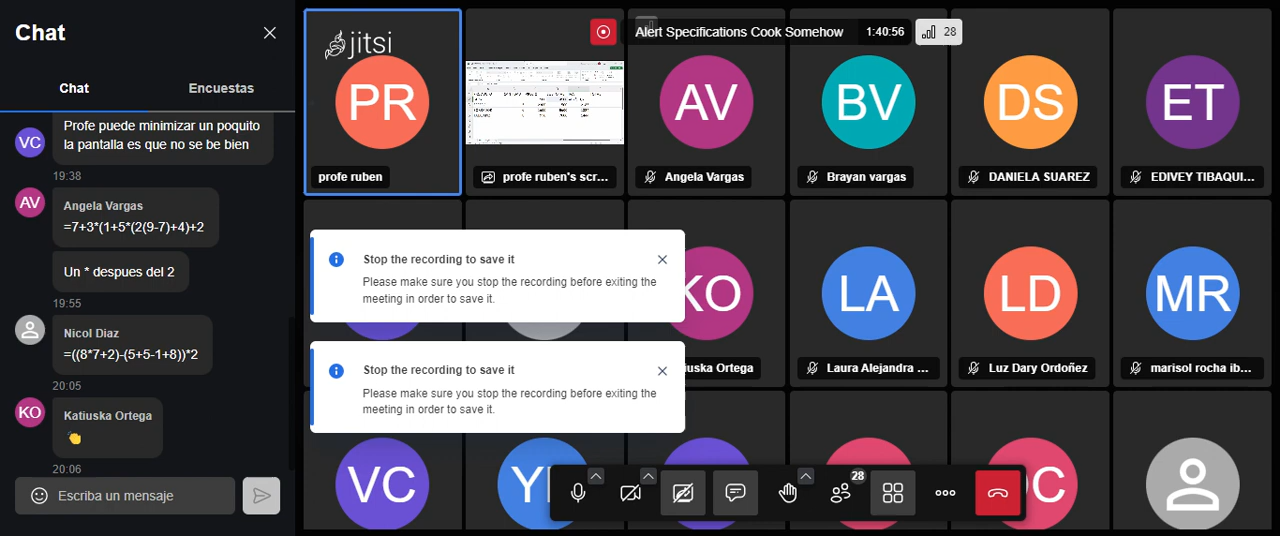 Chat
Chat
Encuestas
VC
Profe puede minimizar un poquito
la pantalla es que no se be bien
19:38
AV
Angela Vargas
=7+3*(1+5*(2(9-7)+4)+2
Un * despues del 2
19:55
Nicol Diaz
=((8*7+2)-(5+5-1+8))*2
20:05
KO
Katiuska Ortega
20:06
Escriba un mensaje
jitsi
Alert Specifications Cook Somehow
1:40:56
28
PR
profe ruben
profe ruben's scr...
AV
Angela Vargas
BV
Brayan vargas
DS
DANIELA SUAREZ
ET
EDIVEY TIBAQUI...
Stop the recording to save it
Please make sure you stop the recording before exiting the
meeting in order to save it.
Stop the recording to save it
Please make sure you stop the recording before exiting the
meeting in order to save it.
KO
uska Ortega
LA
Laura Alejandra ...
LD
Luz Dary Ordoñez
MR
marisol rocha ib...
VC
C
28